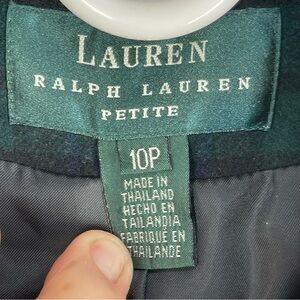 LAUREN
RALPH LAUREN
PETITE
10P
MADE IN
THAILAND
HECHO EN
TAILANDIA
FABRIQUÉ EN
THAILANDE